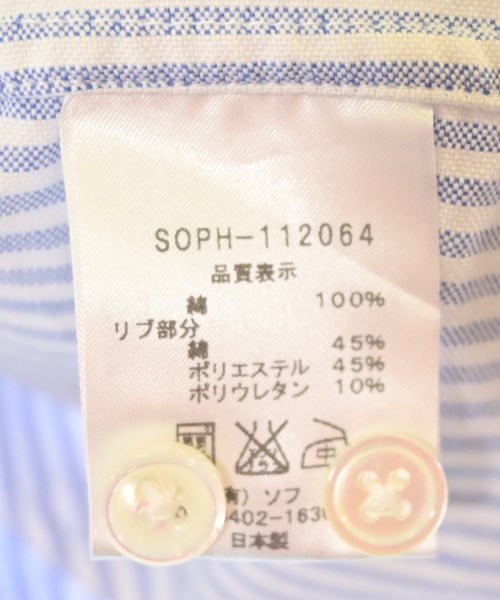 SOPH-112064
品質表示
綿 100%
リブ部分
綿 45%
ポリエステル 45%
ポリウレタン 10%
ソフ
日本製